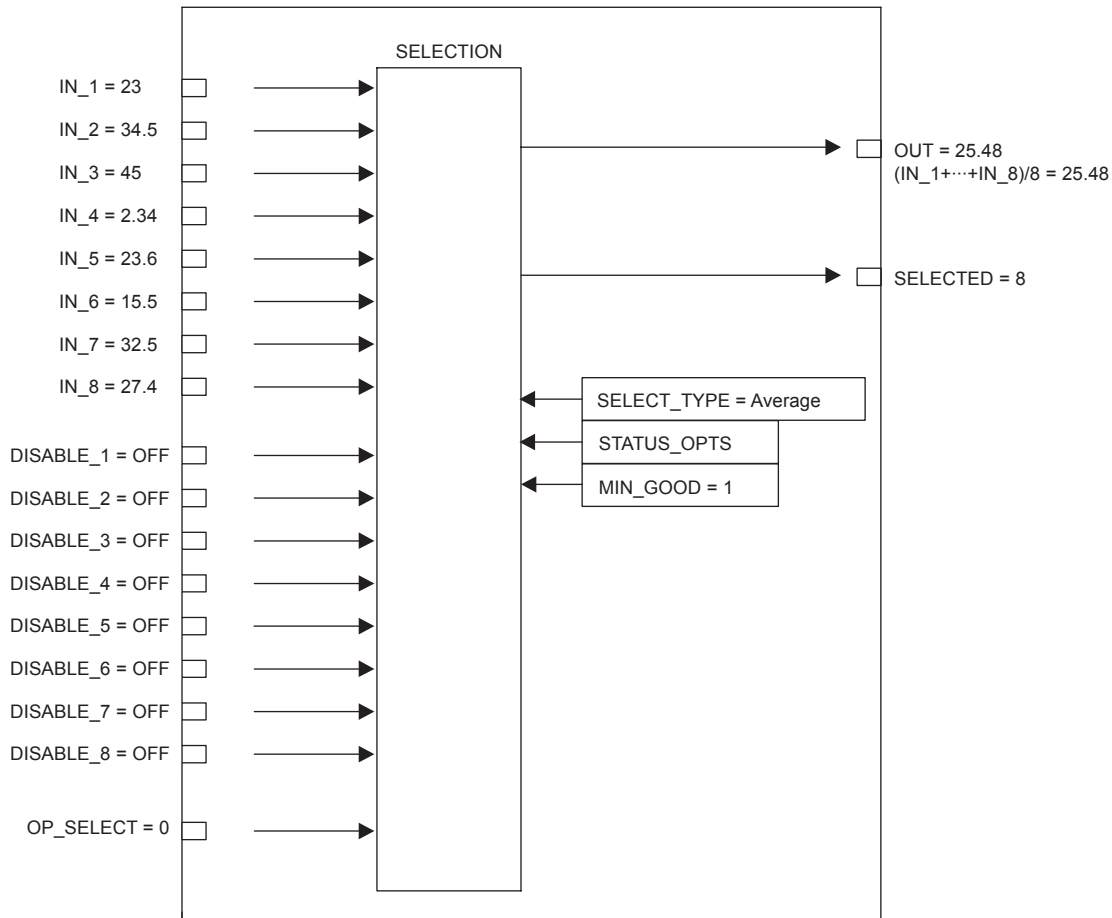 SELECTION
IN_1 = 23
IN_2 = 34.5
IN_3 = 45
IN_4 = 2.34
IN_5 = 23.6
IN_6 = 15.5
IN_7 = 32.5
IN_8 = 27.4
DISABLE_1 = OFF
DISABLE_2 = OFF
DISABLE_3 = OFF
DISABLE_4 = OFF
DISABLE_5 = OFF
DISABLE_6 = OFF
DISABLE_7 = OFF
DISABLE_8 = OFF
OP_SELECT = 0
OUT = 25.48
(IN_1+···+IN_8)/8 = 25.48
SELECTED = 8
SELECT_TYPE = Average
STATUS_OPTS
MIN_GOOD = 1